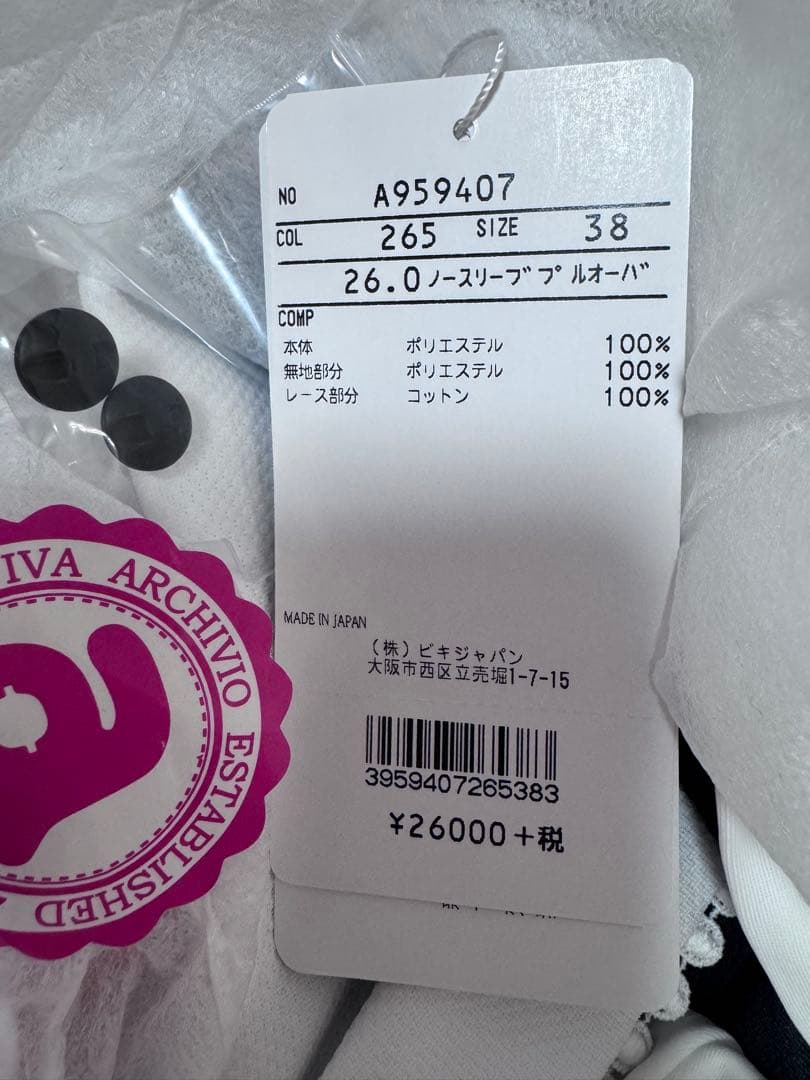 NO A959407
COL 265 SIZE 38
26.0 ノースリーブプルオーバ
COMP
本体 ポリエステル 100%
無地部分 ポリエステル 100%
レース部分 コットン 100%
MADE IN JAPAN
(株)ビキジャパン
大阪市西区立売堀1-7-15
3959407265383
¥26000+税
ARCHIVIO ESTABLISHED